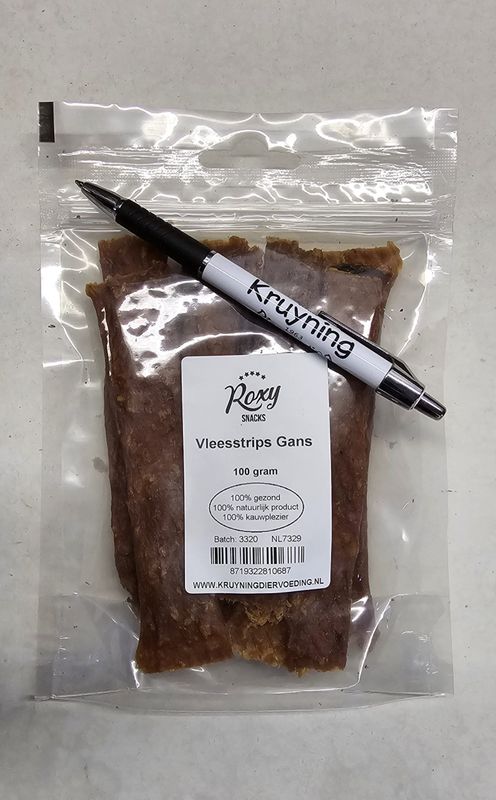 Kruyning
1967
Roxy
SNACKS
Vleesstrips Gans
100 gram
100% gezond
100% natuurlijk product
100% kauwplezier
Batch: 3320 NL7329
8719322810687
WWW.KRUYNINGDIERVOEDING.NL